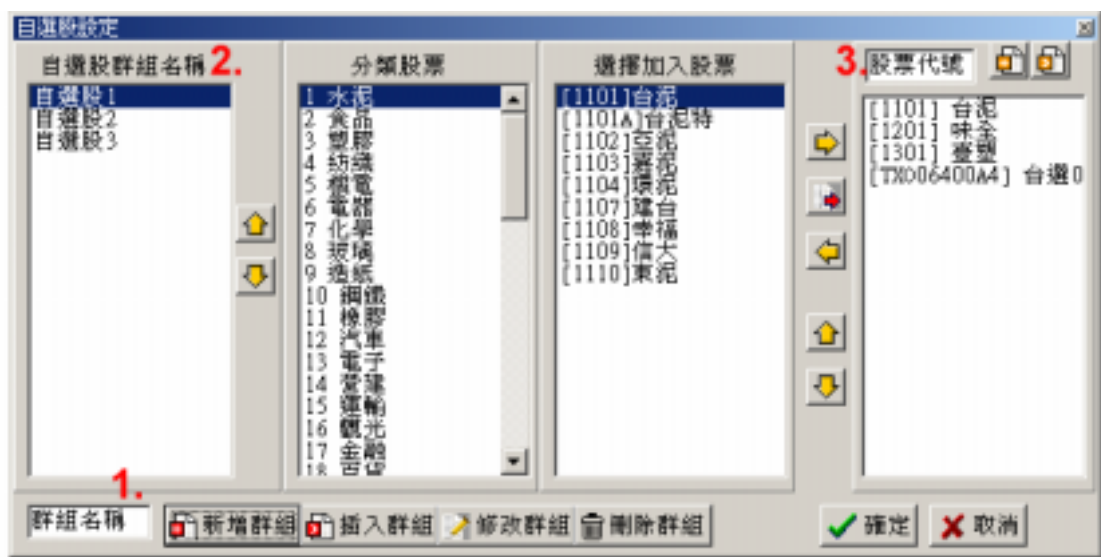 自選股設定
自選股群組名稱 2.
自選股1
自選股2
自選股3
分類股票
1 水泥
2 食品
3 塑膠
4 紡織
5 機電
6 電器
7 化學
8 玻璃
9 造紙
10 鋼鐵
11 橡膠
12 汽車
13 電子
14 營建
15 運輸
16 觀光
17 金融
18 百貨
選擇加入股票
[1101]台泥
[1101A]台泥特
[1102]亞泥
[1103]嘉泥
[1104]環泥
[1107]建台
[1108]幸福
[1109]信大
[1110]東泥
3. 股票代號
[1101] 台泥
[1201] 味全
[1301] 臺塑
[TXO06400A4] 台選0
1.
群組名稱 新增群組 插入群組 修改群組 刪除群組 確定 取消